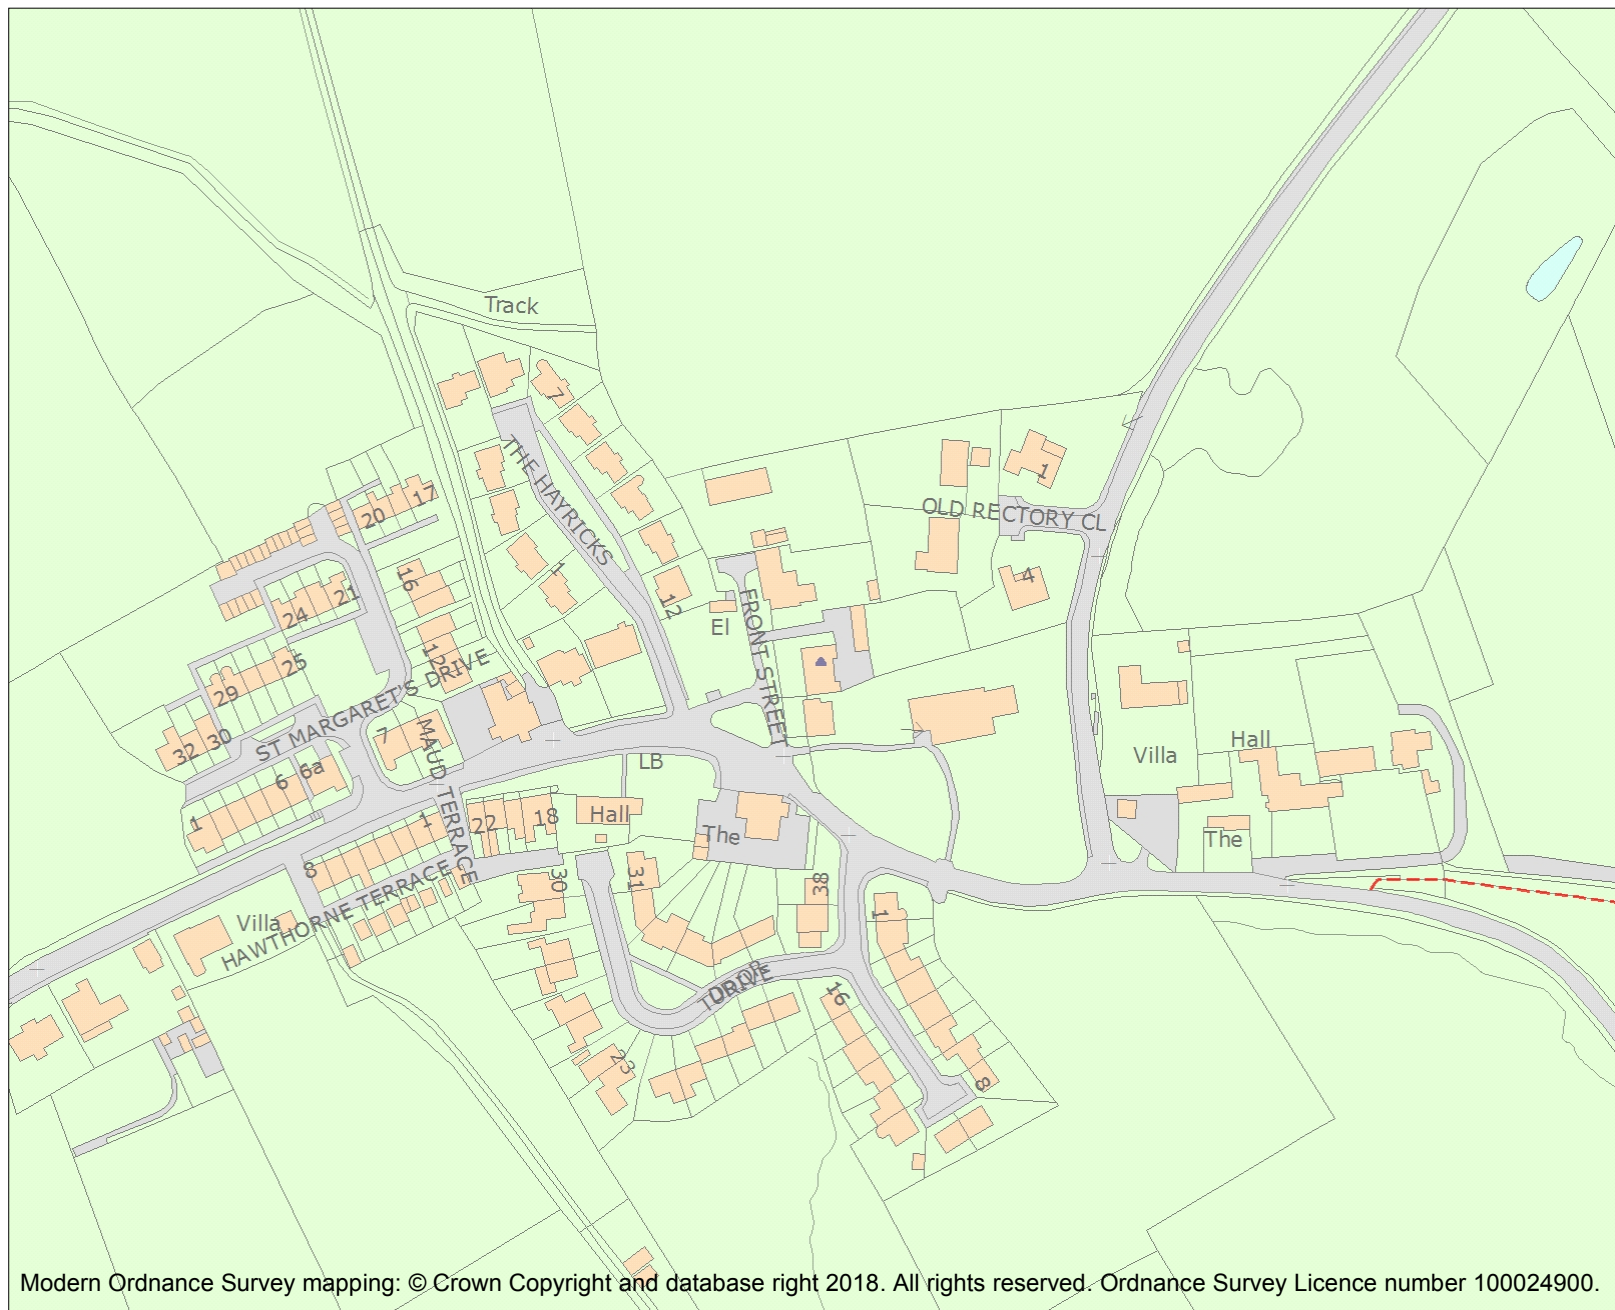 Track
7
THE HAYRICKS
1
OLD RECTORY CL
17
20
16
1
4
21
24
12
El
FRONT STREET
12
25
29
ST MARGARET'S DRIVE
32
30
7
MAUD TERRACE
6
6a
LB
Villa
Hall
1
1
22
18
Hall
The
The
8
HAWTHORNE TERRACE
30
31
38
1
Villa
DRIVE
16
23
8
Modern Ordnance Survey mapping: © Crown Copyright and database right 2018. All rights reserved. Ordnance Survey Licence number 100024900.